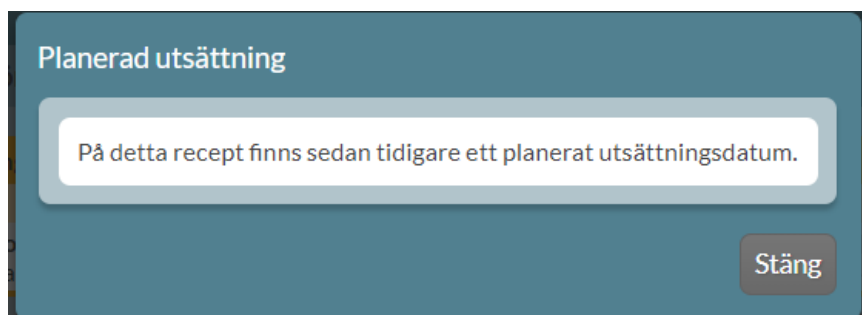 Planerad utsättning
På detta recept finns sedan tidigare ett planerat utsättningsdatum.
Stäng